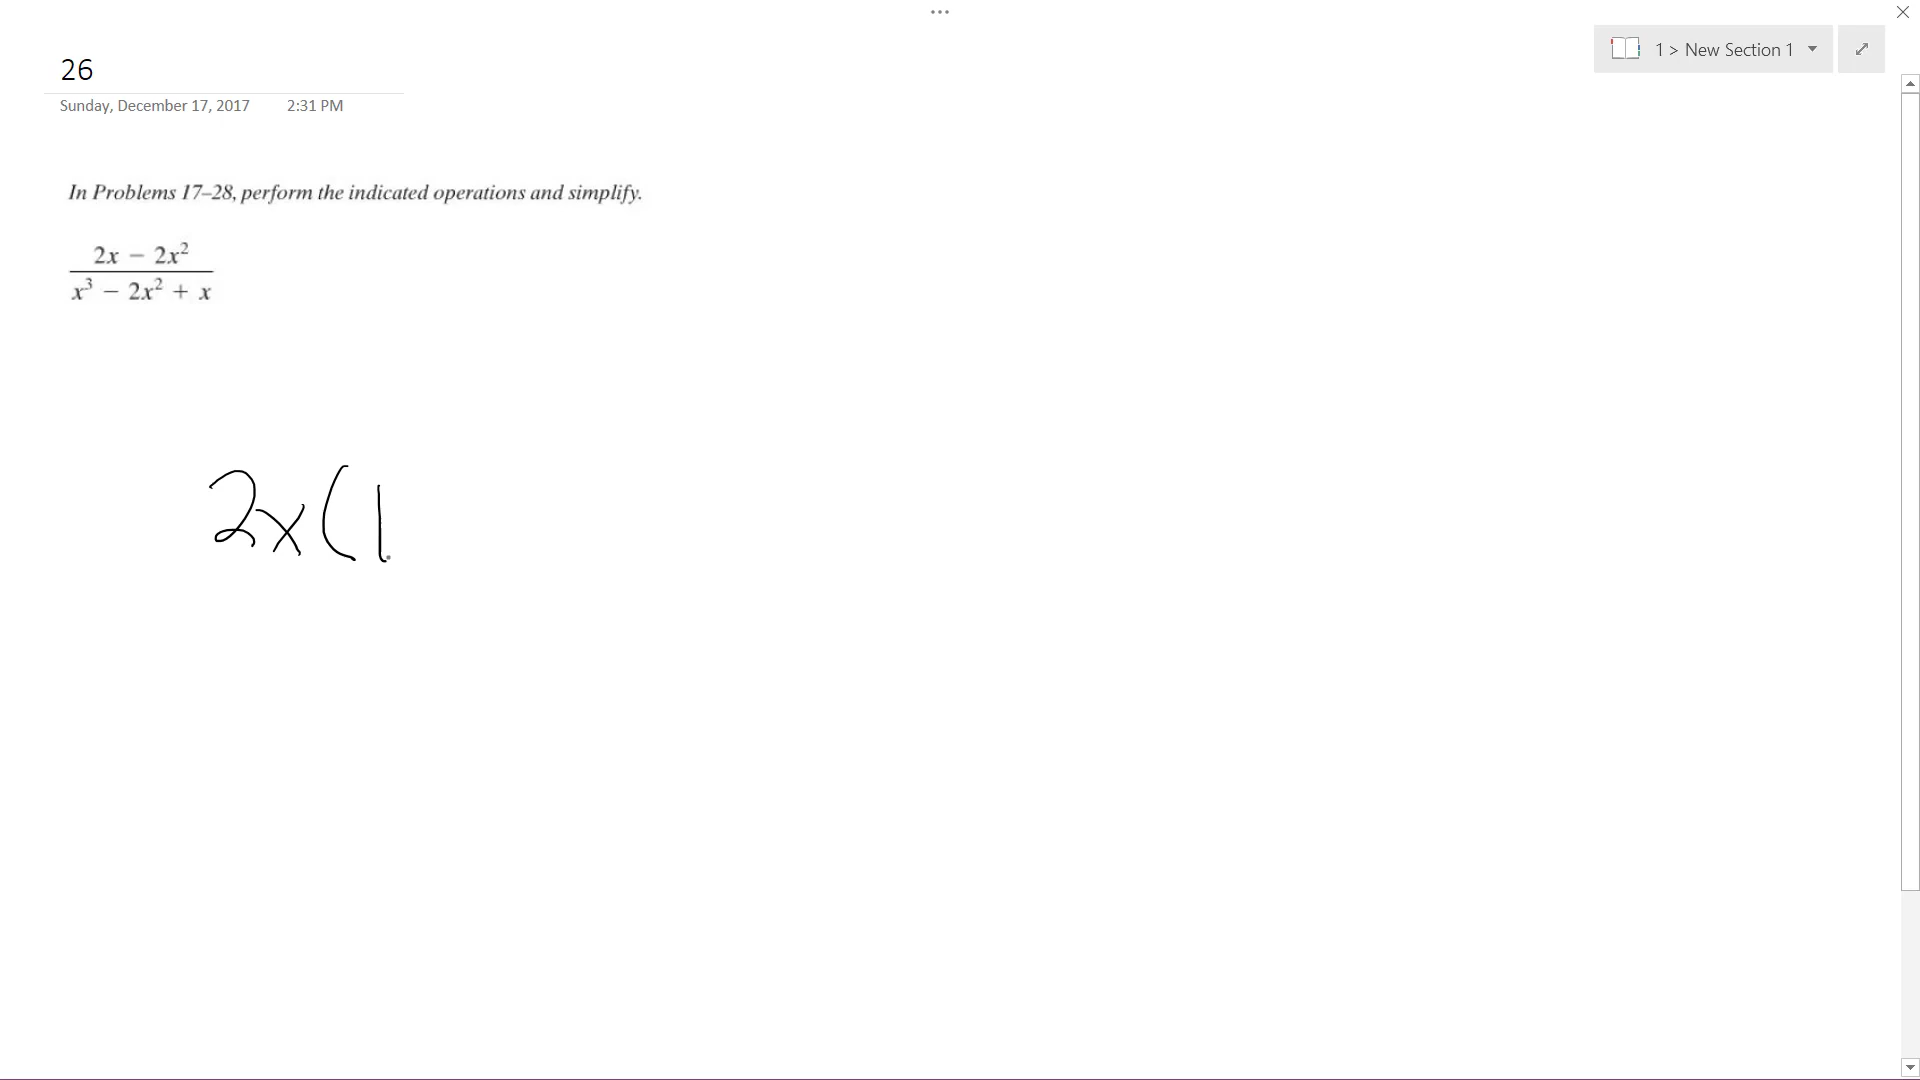 ...
1 > New Section 1
26
Sunday, December 17, 2017 2:31 PM
In Problems 17–28, perform the indicated operations and simplify.
2x − 2x²
x³ − 2x² + x
2x(1